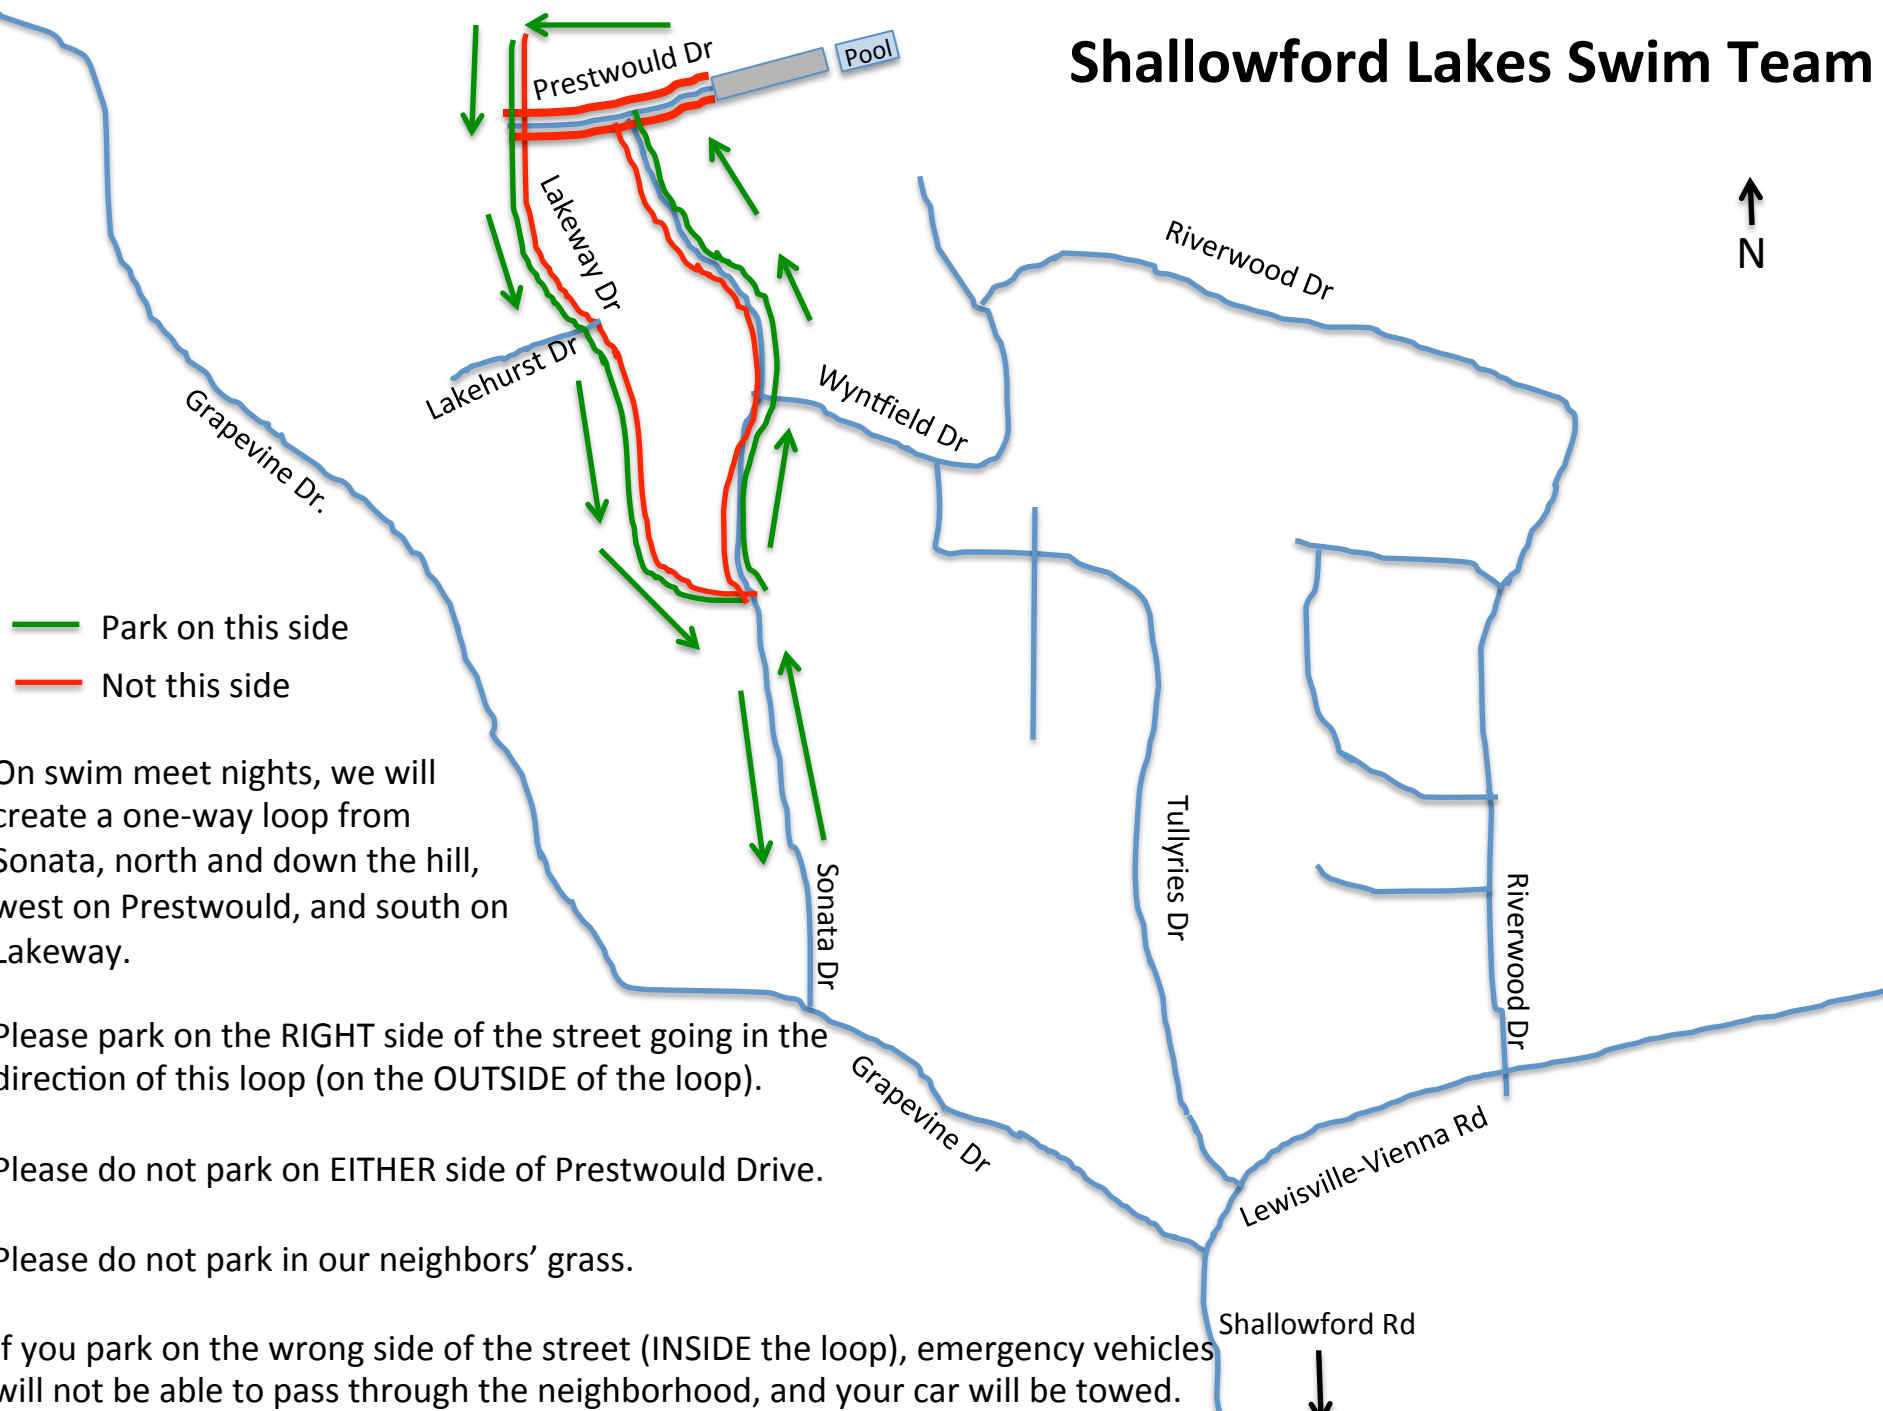 Shallowford Lakes Swim Team
Pool
Prestwould Dr
Lakeway Dr
Lakehurst Dr
Riverwood Dr
N
Wyntfield Dr
Grapevine Dr.
Park on this side
Not this side
On swim meet nights, we will
create a one-way loop from
Sonata, north and down the hill,
west on Prestwould, and south on
Lakeway.
Tullyries Dr
Sonata Dr
Riverwood Dr
Please park on the RIGHT side of the street going in the
direction of this loop (on the OUTSIDE of the loop).
Grapevine Dr
Lewisville-Vienna Rd
Please do not park on EITHER side of Prestwould Drive.
Please do not park in our neighbors’ grass.
Shallowford Rd
If you park on the wrong side of the street (INSIDE the loop), emergency vehicles
will not be able to pass through the neighborhood, and your car will be towed.